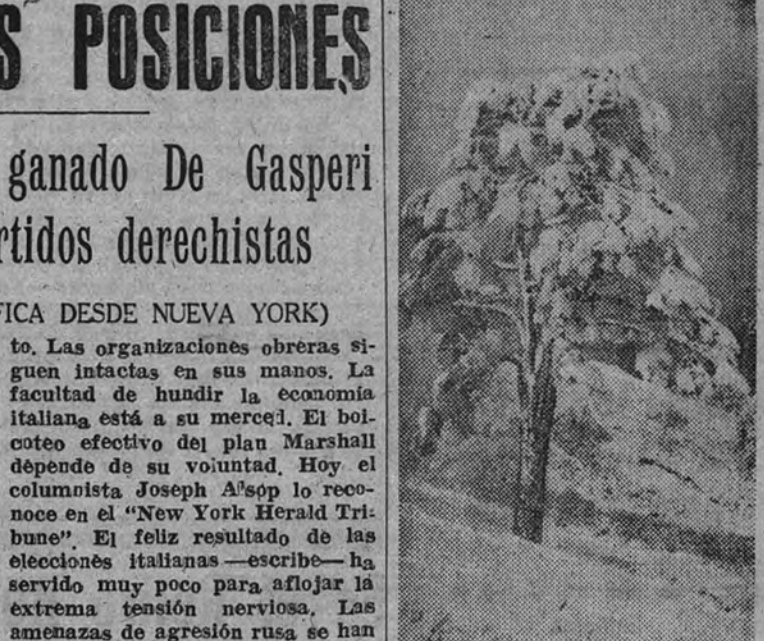 S POSICIONES
ganado De Gasperi
rtidos derechistas
FICA DESDE NUEVA YORK)
to. Las organizaciones obreras si-
guen intactas en sus manos. La
facultad de hundir la economía
italiana está a su merced. El boi-
coteo efectivo del plan Marshall
depende de su voluntad. Hoy el
columnista Joseph Alsop lo reco-
noce en el "New York Herald Tri-
bune". El feliz resultado de las
elecciones italianas —escribe— ha
servido muy poco para aflojar la
extrema tensión nerviosa. Las
amenazas de agresión rusa se han